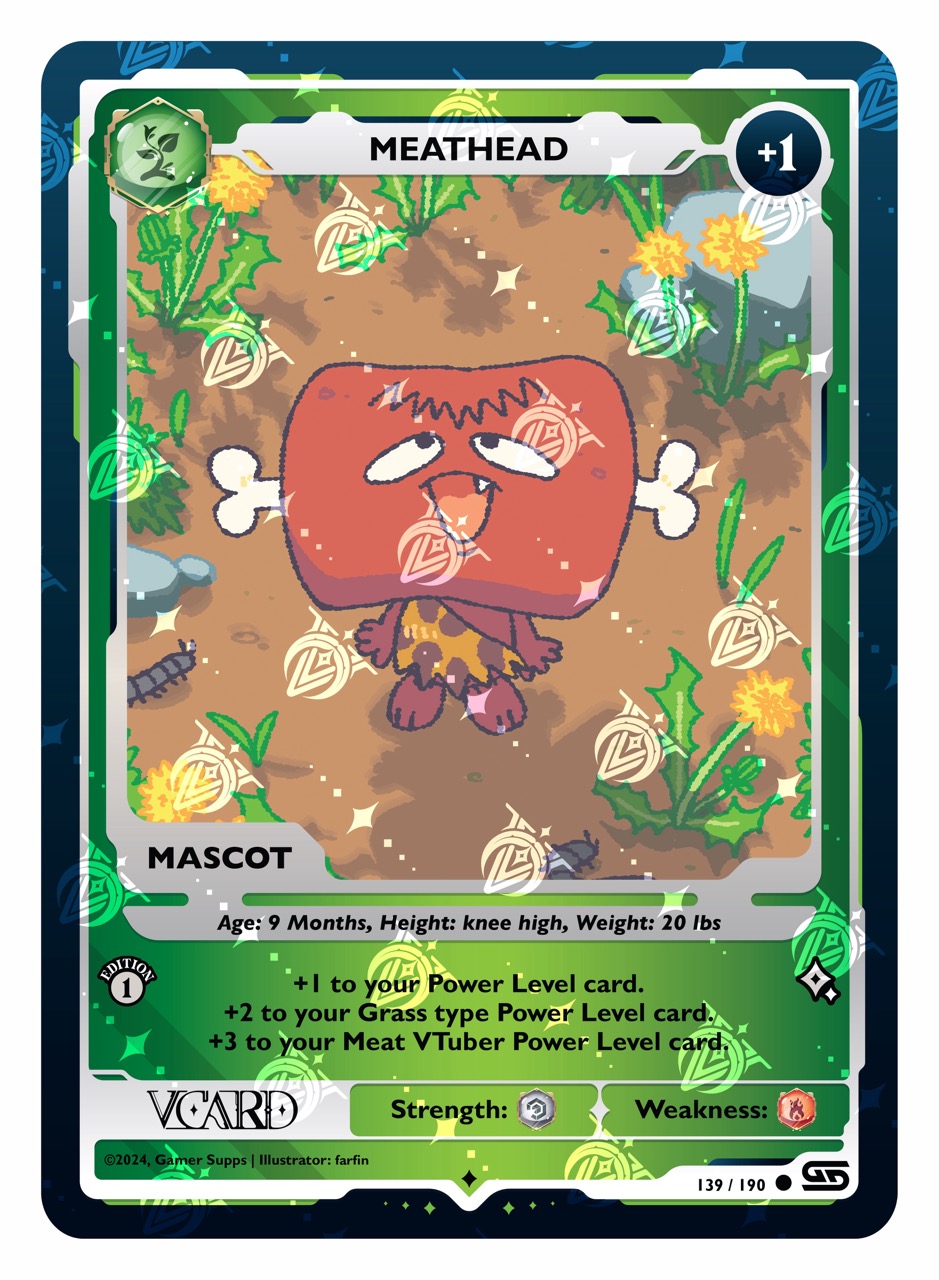 MEATHEAD
+1
MASCOT
Age: 9 Months, Height: knee high, Weight: 20 lbs
EDITION
1
+1 to your Power Level card.
+2 to your Grass type Power Level card.
+3 to your Meat VTuber Power Level card.
VCARD
Strength:
Weakness:
©2024, Gamer Supps | Illustrator: farfin
139 / 190
GS